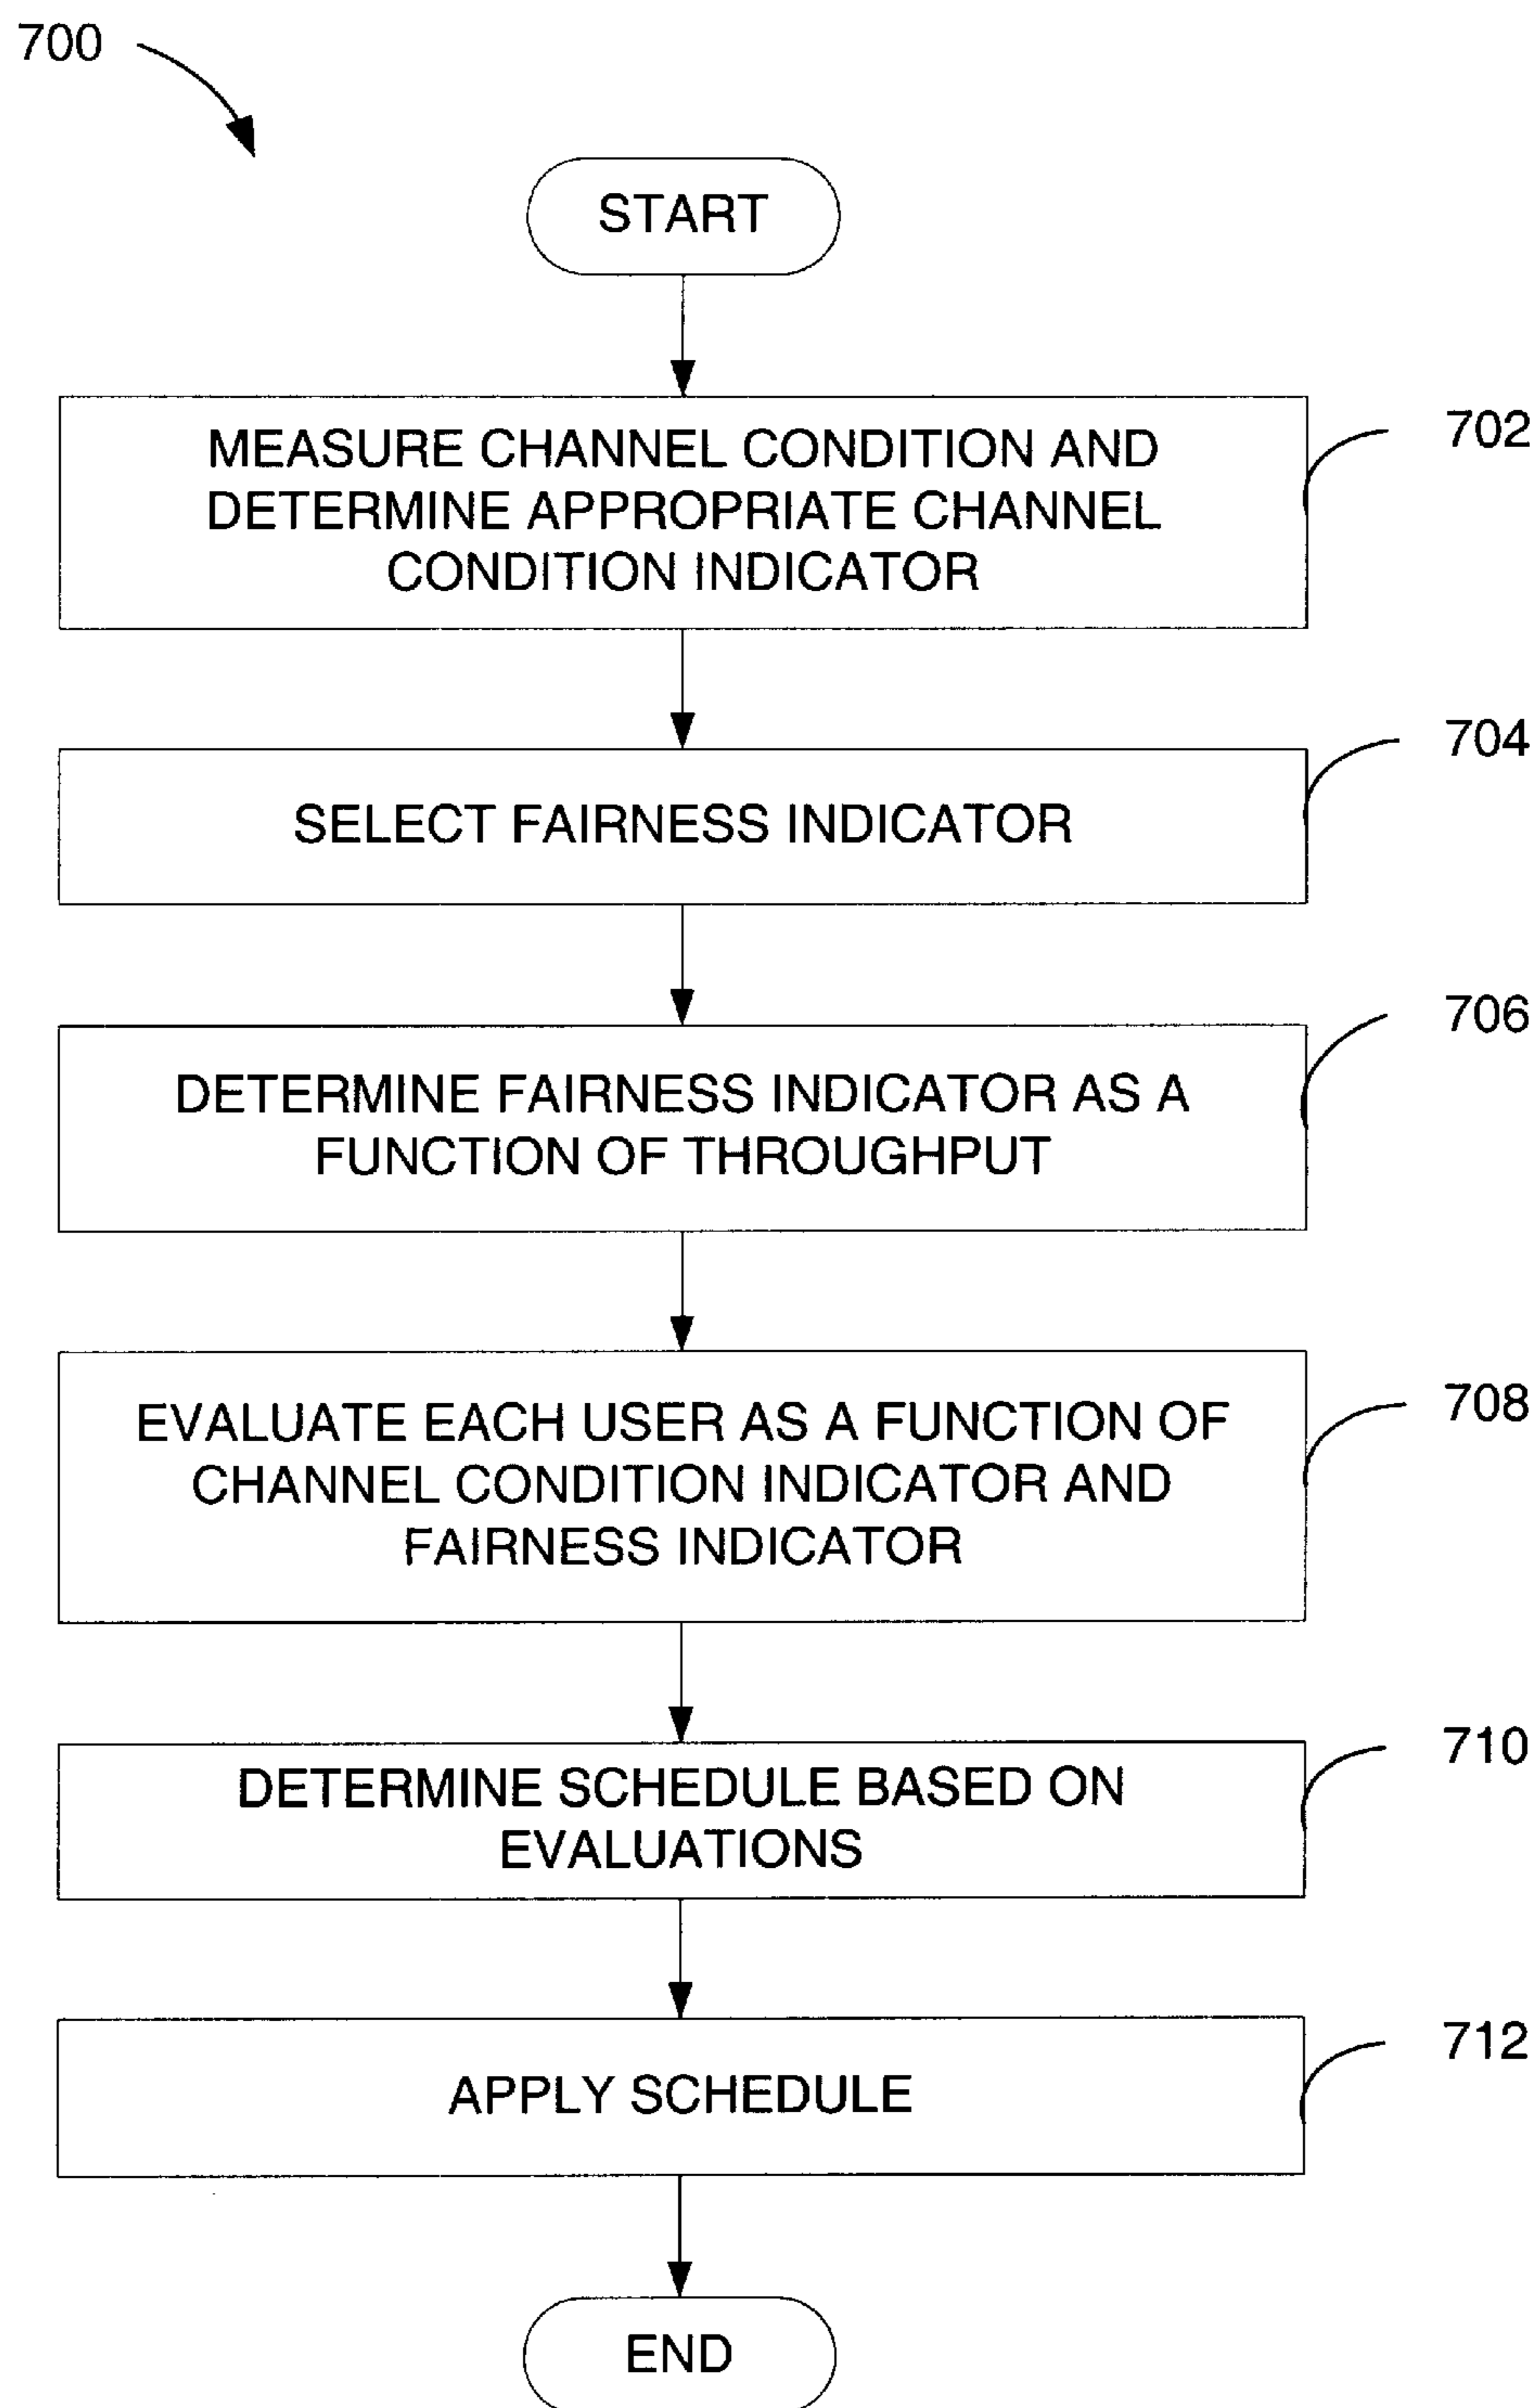 700
START
MEASURE CHANNEL CONDITION AND
DETERMINE APPROPRIATE CHANNEL
CONDITION INDICATOR
702
SELECT FAIRNESS INDICATOR
704
DETERMINE FAIRNESS INDICATOR AS A
FUNCTION OF THROUGHPUT
706
EVALUATE EACH USER AS A FUNCTION OF
CHANNEL CONDITION INDICATOR AND
FAIRNESS INDICATOR
708
DETERMINE SCHEDULE BASED ON
EVALUATIONS
710
APPLY SCHEDULE
712
END